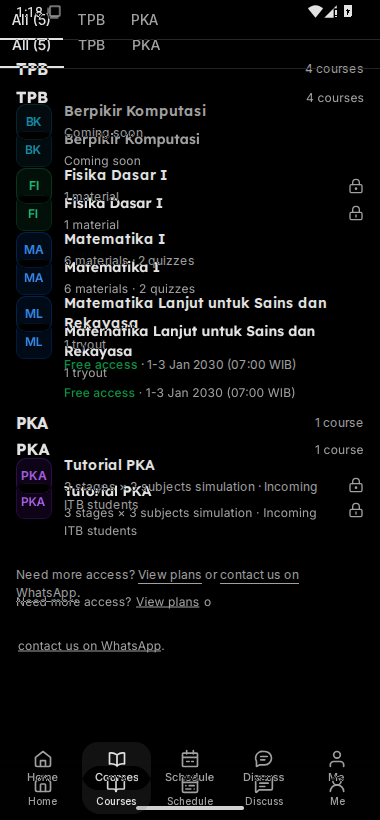 1:18
All (5) TPB PKA
All (5) TPB PKA
TPB 4 courses
TPB 4 courses
BK Berpikir Komputasi
Coming soon
BK Berpikir Komputasi
Coming soon
FI Fisika Dasar I
1 material
FI Fisika Dasar I
1 material
MA Matematika I
6 materials · 2 quizzes
MA Matematika I
6 materials · 2 quizzes
ML Matematika Lanjut untuk Sains dan
Rekayasa
1 tryout
Free access · 1-3 Jan 2030 (07:00 WIB)
ML Matematika Lanjut untuk Sains dan
Rekayasa
1 tryout
Free access · 1-3 Jan 2030 (07:00 WIB)
PKA 1 course
PKA 1 course
PKA Tutorial PKA
3 stages × 3 subjects simulation · Incoming
ITB students
PKA Tutorial PKA
3 stages × 3 subjects simulation · Incoming
ITB students
Need more access? View plans or contact us on
WhatsApp.
Need more access? View plans o
contact us on WhatsApp.
Home Courses Schedule Discuss Me
Home Courses Schedule Discuss Me